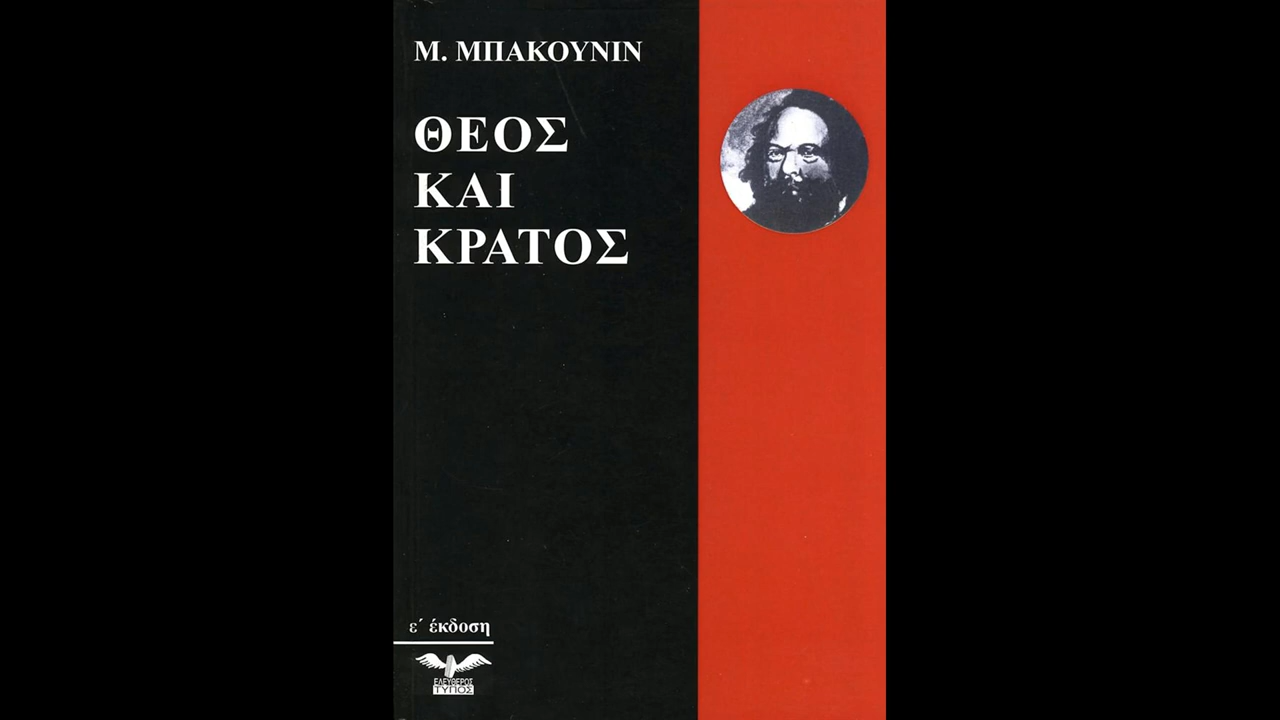 Μ. ΜΠΑΚΟΥΝΙΝ
ΘΕΟΣ
ΚΑΙ
ΚΡΑΤΟΣ
ε΄ έκδοση
ΕΛΕΥΘΕΡΟΣ
ΤΥΠΟΣ